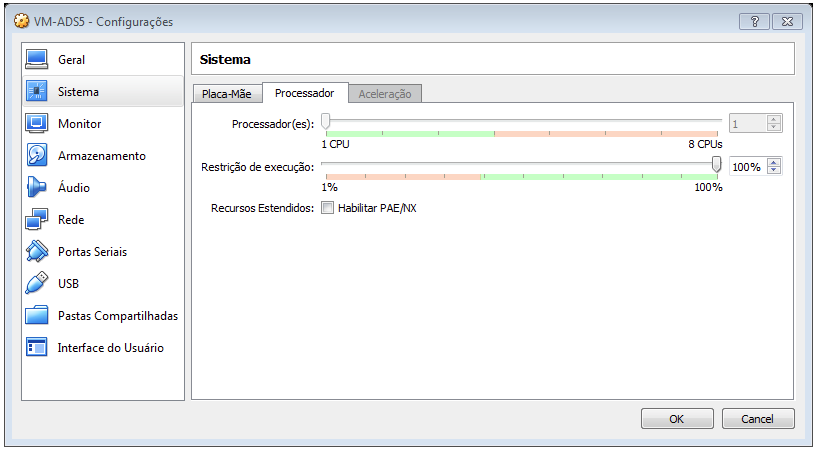 VM-ADS5 - Configurações
Geral
Sistema
Monitor
Armazenamento
Áudio
Rede
Portas Seriais
USB
Pastas Compartilhadas
Interface do Usuário
Sistema
Placa-Mãe Processador Aceleração
Processador(es): 1
1 CPU 8 CPUs
Restrição de execução: 100%
1% 100%
Recursos Estendidos: Habilitar PAE/NX
OK Cancel